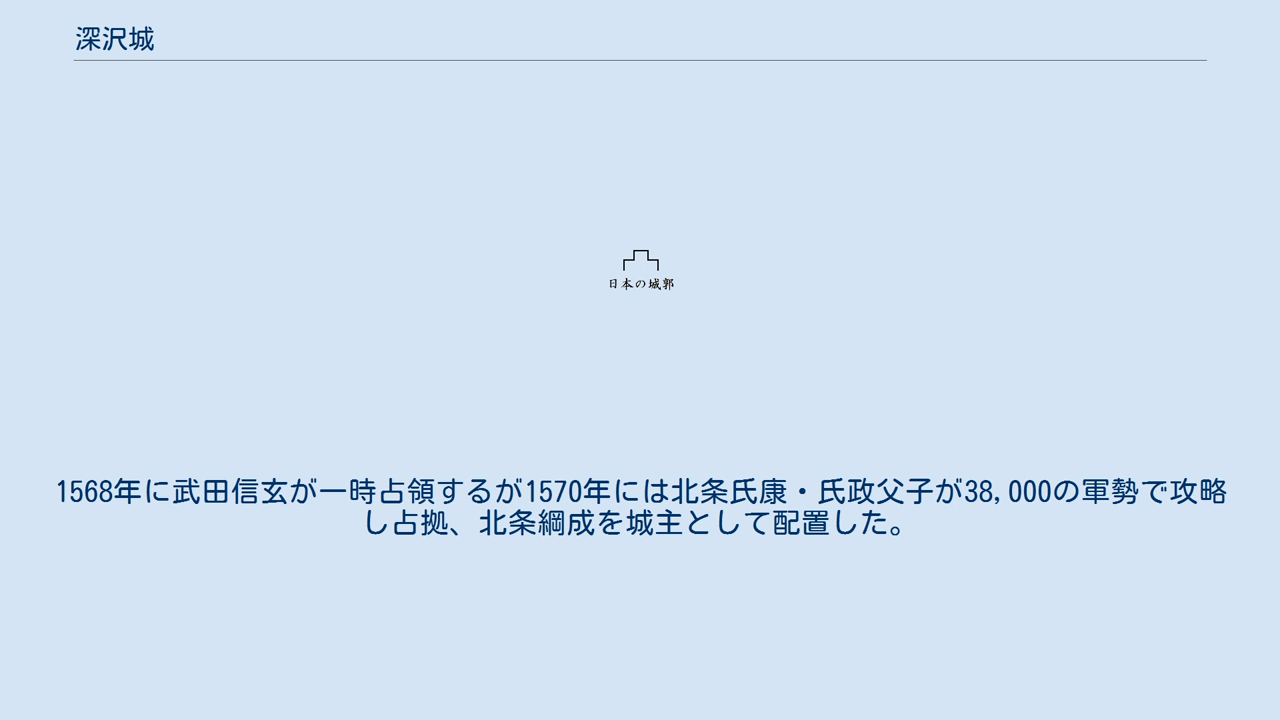 深沢城
日本の城郭
1568年に武田信玄が一時占領するが1570年には北条氏康・氏政父子が38,000の軍勢で攻略
し占拠、北条綱成を城主として配置した。